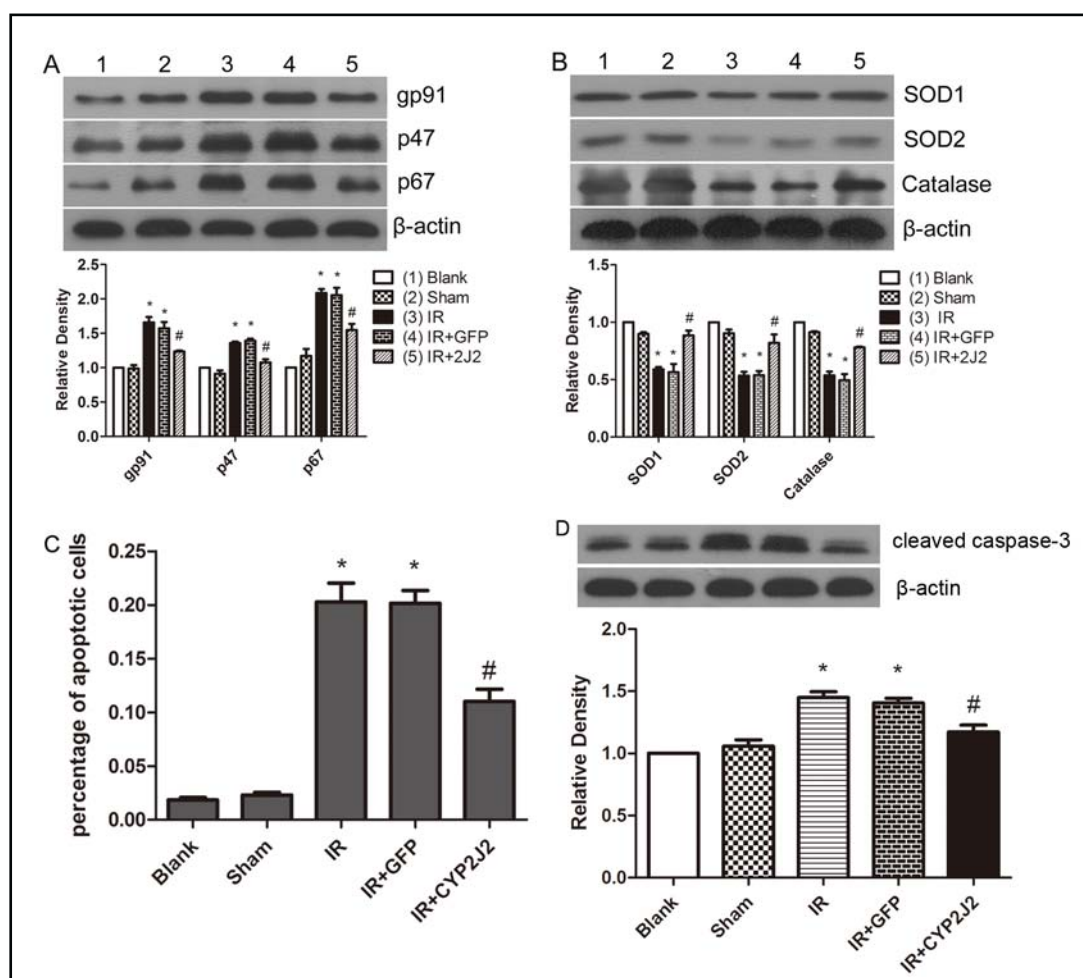 A
1 2 3 4 5
gp91
p47
p67
β-actin
Relative Density
2.5
2.0
1.5
1.0
0.5
0.0
* * #
* * #
* * #
gp91 p47 p67
(1) Blank
(2) Sham
(3) IR
(4) IR+GFP
(5) IR+2J2
B
1 2 3 4 5
SOD1
SOD2
Catalase
β-actin
Relative Density
1.0
0.5
0.0
* * #
* * #
* * #
SOD1 SOD2 Catalase
(1) Blank
(2) Sham
(3) IR
(4) IR+GFP
(5) IR+2J2
C
percentage of apoptotic cells
0.25
0.20
0.15
0.10
0.05
0.00
* * #
Blank Sham IR IR+GFP IR+CYP2J2
D
cleaved caspase-3
β-actin
Relative Density
2.0
1.5
1.0
0.5
0.0
* * #
Blank Sham IR IR+GFP IR+CYP2J2